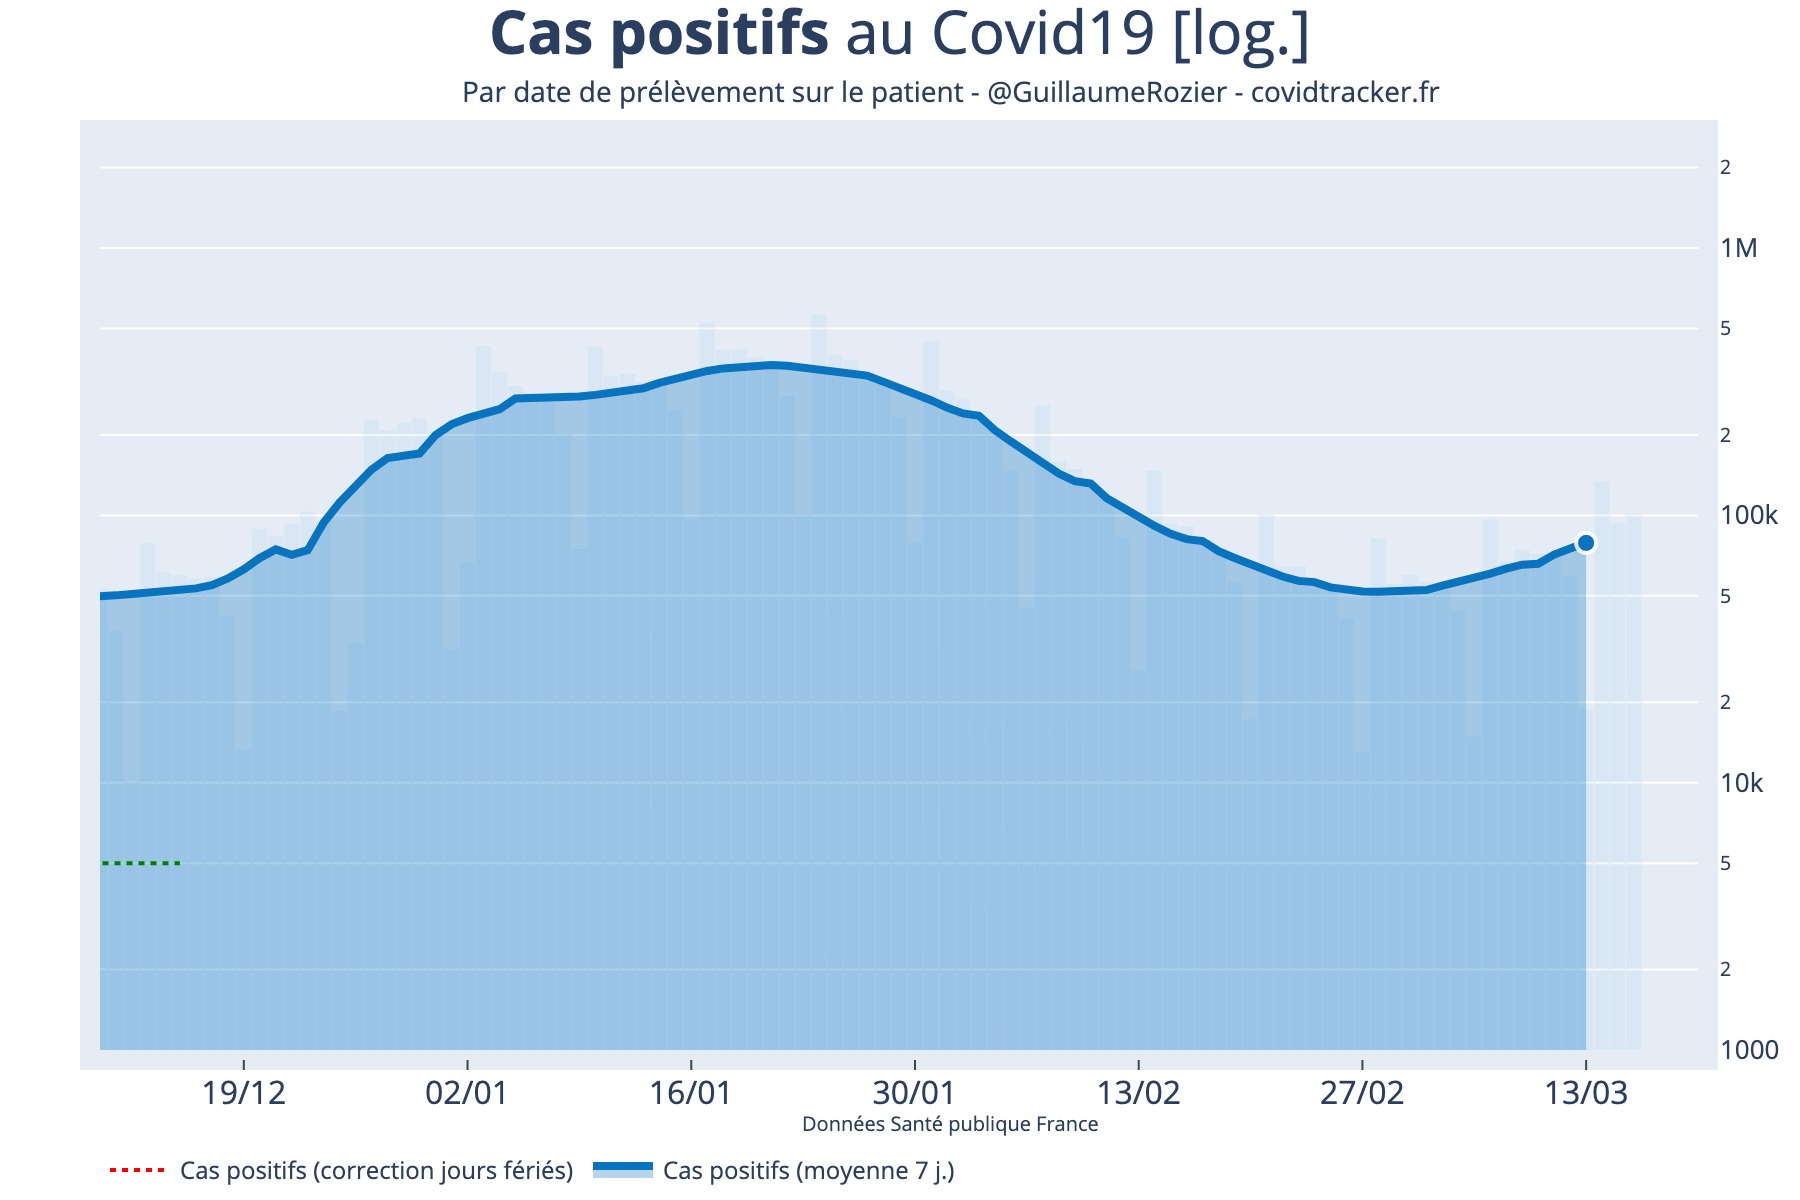 Cas positifs au Covid19 [log.]
Par date de prélèvement sur le patient - @GuillaumeRozier - covidtracker.fr
2
1M
5
2
100k
5
2
10k
5
2
1000
19/12 02/01 16/01 30/01 13/02 27/02 13/03
Données Santé publique France
Cas positifs (correction jours fériés) Cas positifs (moyenne 7 j.)